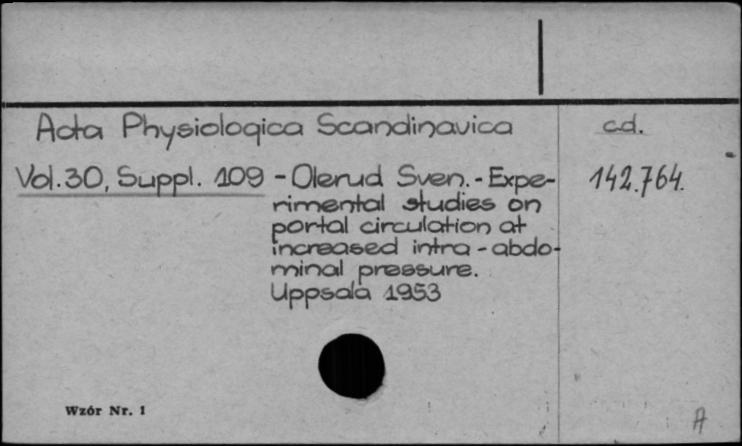 Acta Physiologica Scandinavica cd.
Vol.30, Suppl. 109 - Olerud Sven. - Expe- 142.764.
rimental studies on
portal circulation at
increased intra-abdo-
minal pressure.
Uppsala 1953
Wzór Nr. 1
A